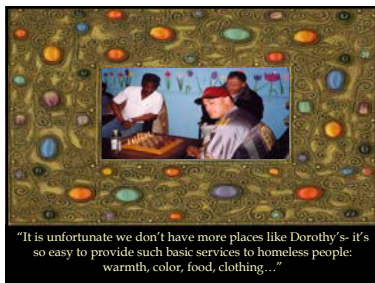 “It is unfortunate we don’t have more places like Dorothy’s- it’s
so easy to provide such basic services to homeless people:
warmth, color, food, clothing…”